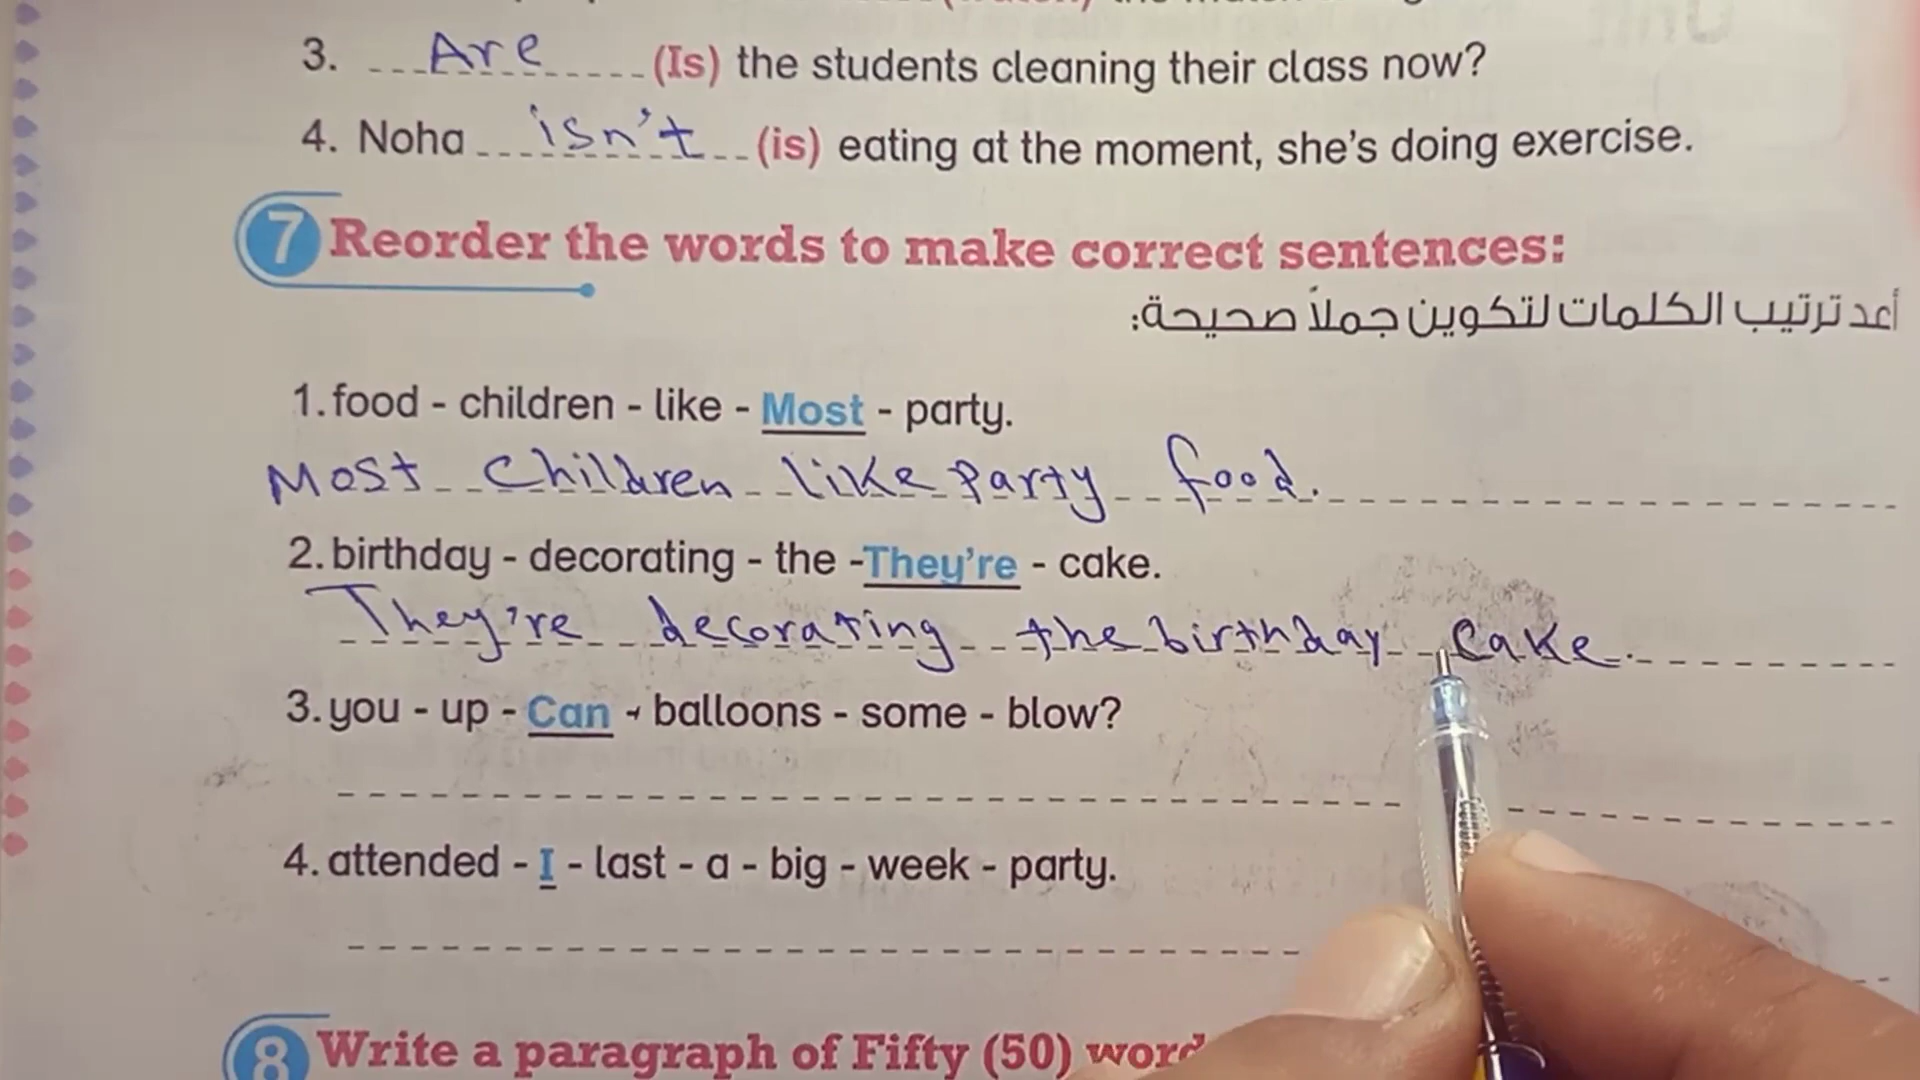 3. Are (Is) the students cleaning their class now?
4. Noha isn't (is) eating at the moment, she's doing exercise.
7 Reorder the words to make correct sentences:
أعد ترتيب الكلمات لتكوين جملاً صحيحة:
1. food - children - like - Most - party.
Most children like party food.
2. birthday - decorating - the - They're - cake.
They're decorating the birthday cake.
3. you - up - Can - balloons - some - blow?
4. attended - I - last - a - big - week - party.
8 Write a paragraph of Fifty (50)